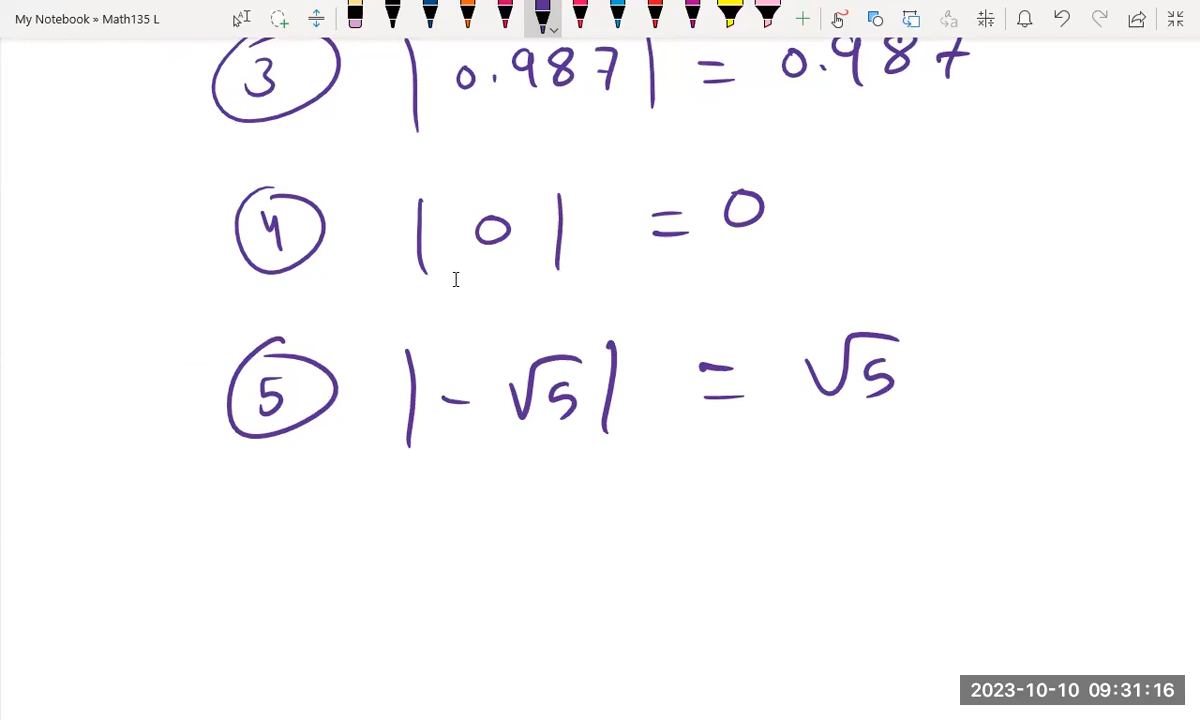 My Notebook » Math135 L
3 | 0.987 | = 0.987
4 | 0 | = 0
5 | - √5 | = √5
2023-10-10 09:31:16